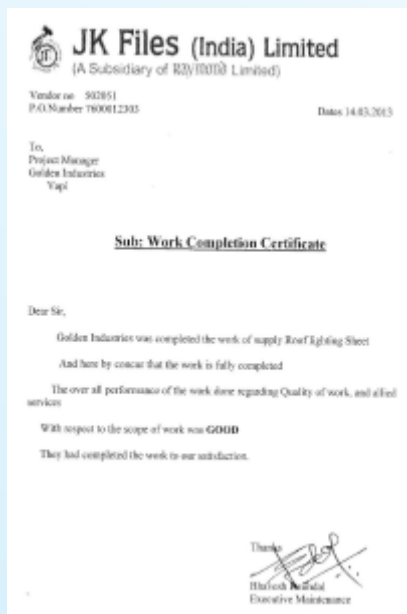 JK Files (India) Limited
(A Subsidiary of Raymond Limited)
Vendor no 502051
P.O.Number 7600012303
Dates 14.03.2013
To,
Project Manager
Golden Industries
Vapi
Sub: Work Completion Certificate
Dear Sir,
Golden Industries was completed the work of supply Roof lighting Sheet
And here by concur that the work is fully completed
The over all performance of the work done regarding Quality of work, and allied
services
With respect to the scope of work was GOOD
They had completed the work to our satisfaction.
Thanks
Executive Maintenance